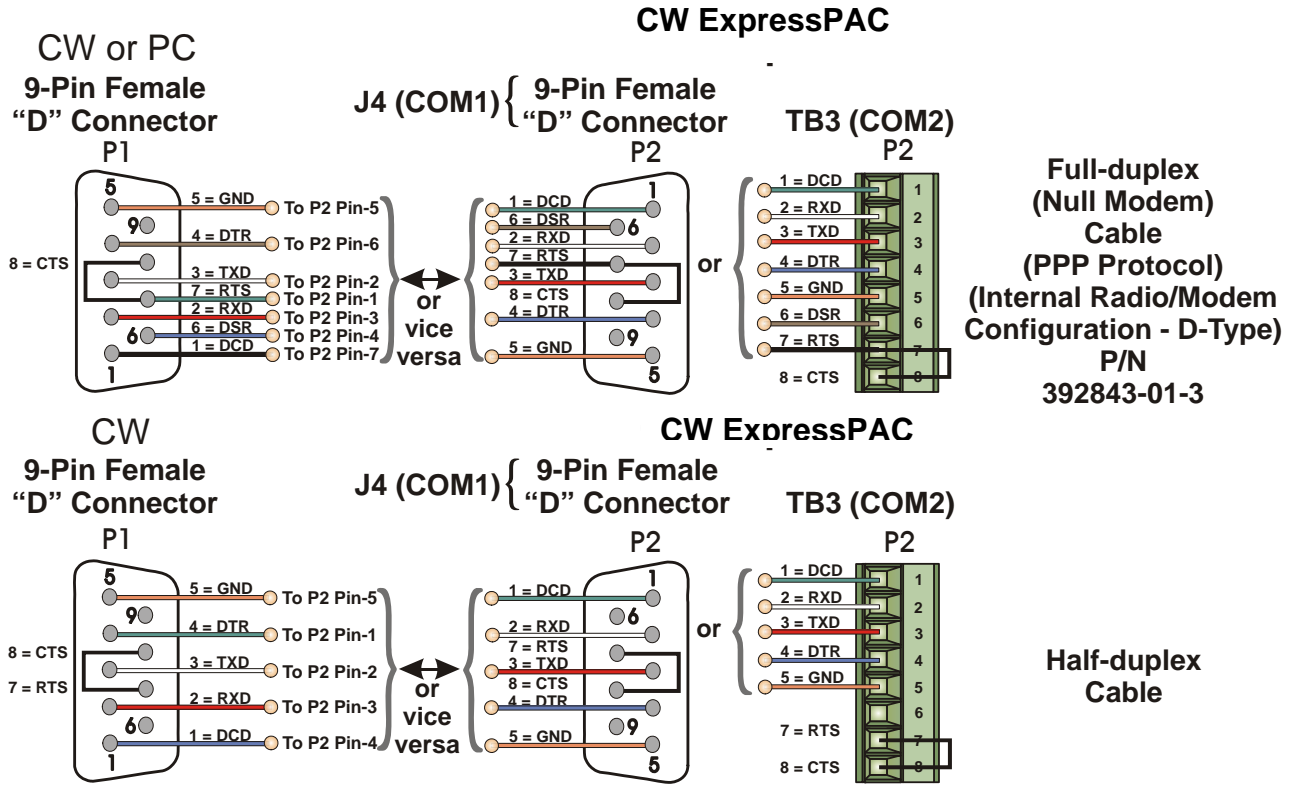 CW ExpressPAC
-
CW or PC
9-Pin Female
“D” Connector
P1
5
9
6
1
8 = CTS
5 = GND To P2 Pin-5
4 = DTR To P2 Pin-6
3 = TXD To P2 Pin-2
7 = RTS To P2 Pin-1
2 = RXD To P2 Pin-3
6 = DSR To P2 Pin-4
1 = DCD To P2 Pin-7
or
vice
versa
J4 (COM1) { 9-Pin Female
“D” Connector
P2
1 = DCD
6 = DSR
2 = RXD
7 = RTS
3 = TXD
8 = CTS
4 = DTR
5 = GND
1
6
9
5
or
TB3 (COM2)
P2
1 = DCD 1
2 = RXD 2
3 = TXD 3
4 = DTR 4
5 = GND 5
6 = DSR 6
7 = RTS 7
8 = CTS 8
Full-duplex
(Null Modem)
Cable
(PPP Protocol)
(Internal Radio/Modem
Configuration - D-Type)
P/N
392843-01-3
CW ExpressPAC
-
CW
9-Pin Female
“D” Connector
P1
5
9
6
1
8 = CTS
7 = RTS
5 = GND To P2 Pin-5
4 = DTR To P2 Pin-1
3 = TXD To P2 Pin-2
2 = RXD To P2 Pin-3
1 = DCD To P2 Pin-4
or
vice
versa
J4 (COM1) { 9-Pin Female
“D” Connector
P2
1 = DCD
2 = RXD
7 = RTS
3 = TXD
8 = CTS
4 = DTR
5 = GND
1
6
9
5
or
TB3 (COM2)
P2
1 = DCD 1
2 = RXD 2
3 = TXD 3
4 = DTR 4
5 = GND 5
6
7 = RTS 7
8 = CTS 8
Half-duplex
Cable